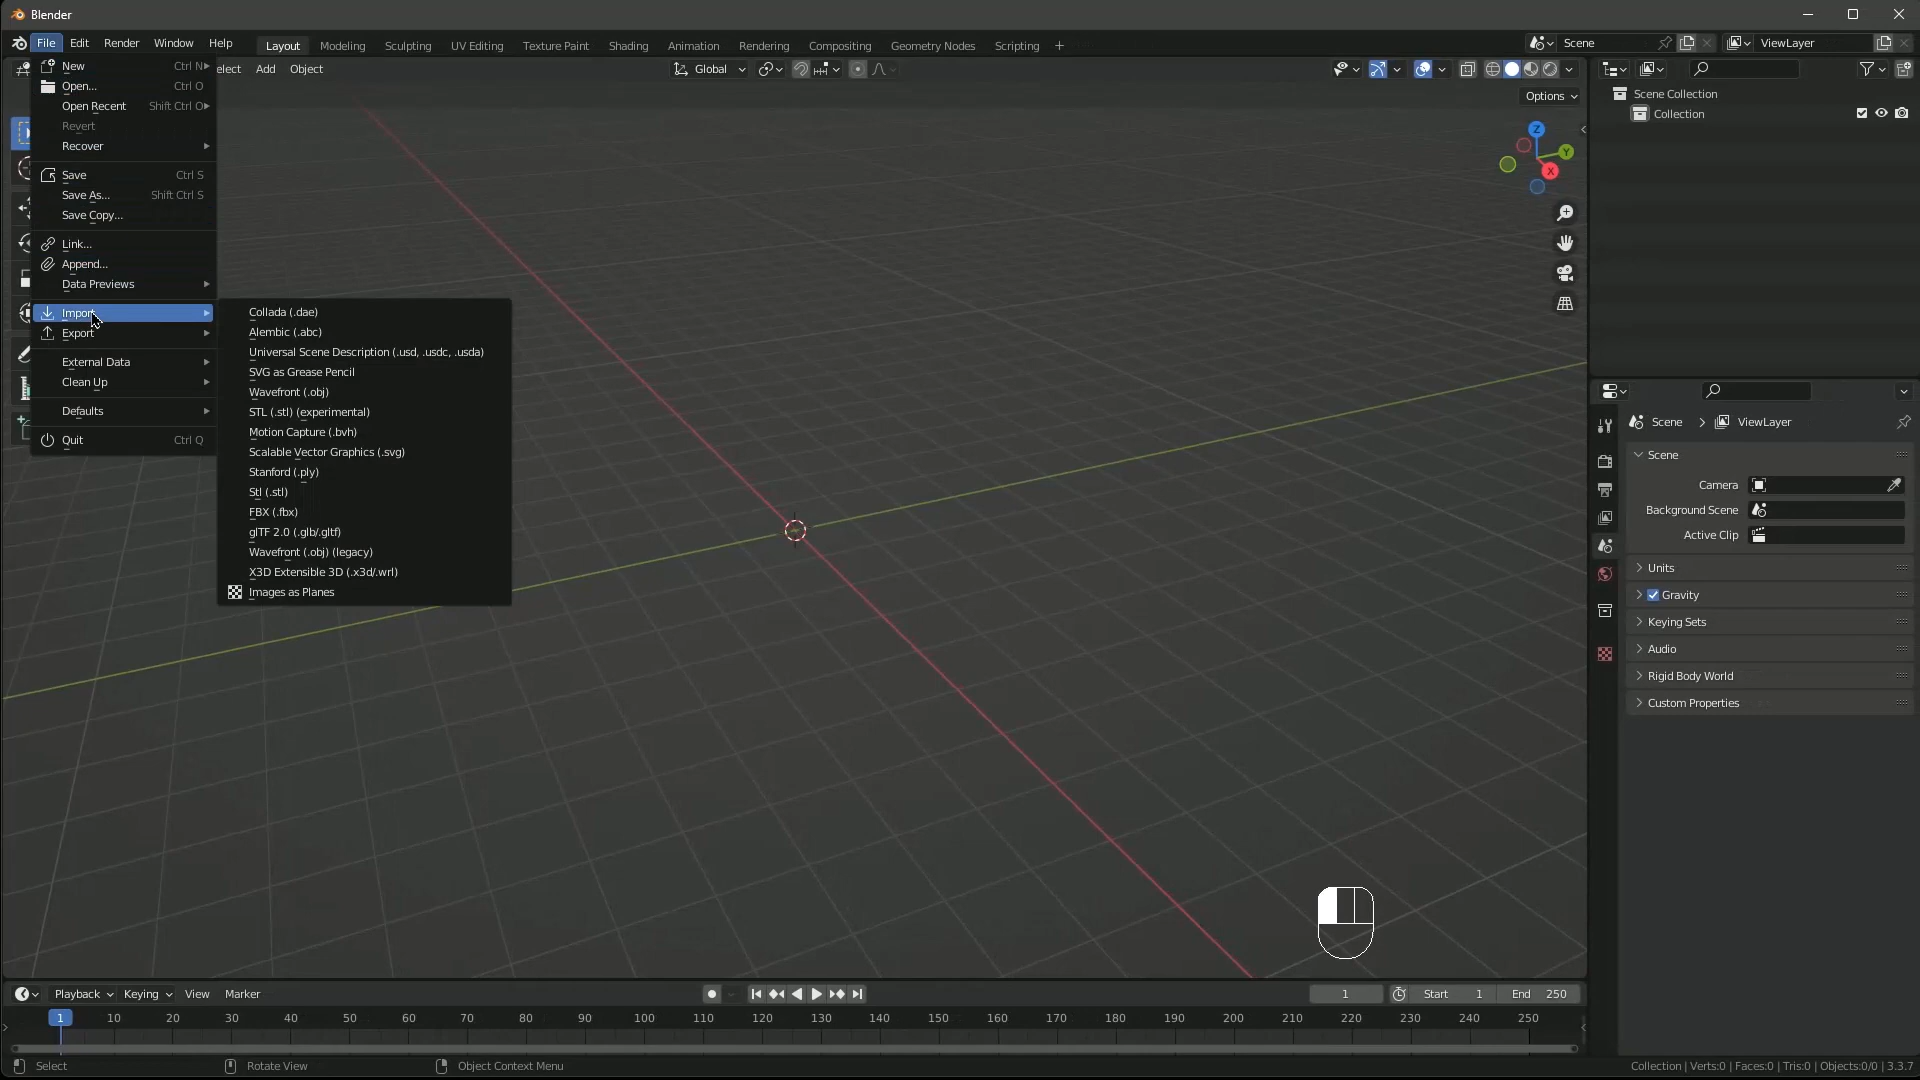 Blender
File Edit Render Window Help Layout Modeling Sculpting UV Editing Texture Paint Shading Animation Rendering Compositing Geometry Nodes Scripting + Scene ViewLayer
elect Add Object Global
Options
New Ctrl N
Open... Ctrl O
Open Recent Shift Ctrl O
Revert
Recover
Save Ctrl S
Save As... Shift Ctrl S
Save Copy...
Link...
Append...
Data Previews
Import
Export
External Data
Clean Up
Defaults
Quit Ctrl Q
Collada (.dae)
Alembic (.abc)
Universal Scene Description (.usd, .usdc, .usda)
SVG as Grease Pencil
Wavefront (.obj)
STL (.stl) (experimental)
Motion Capture (.bvh)
Scalable Vector Graphics (.svg)
Stanford (.ply)
Stl (.stl)
FBX (.fbx)
glTF 2.0 (.glb/.gltf)
Wavefront (.obj) (legacy)
X3D Extensible 3D (.x3d/.wrl)
Images as Planes
Z
Y
X
Scene Collection
Collection
Scene ViewLayer
Scene
Camera
Background Scene
Active Clip
Units
Gravity
Keying Sets
Audio
Rigid Body World
Custom Properties
Playback Keying View Marker 1 Start 1 End 250
1 10 20 30 40 50 60 70 80 90 100 110 120 130 140 150 160 170 180 190 200 210 220 230 240 250
Select Rotate View Object Context Menu Collection | Verts:0 | Faces:0 | Tris:0 | Objects:0/0 | 3.3.7